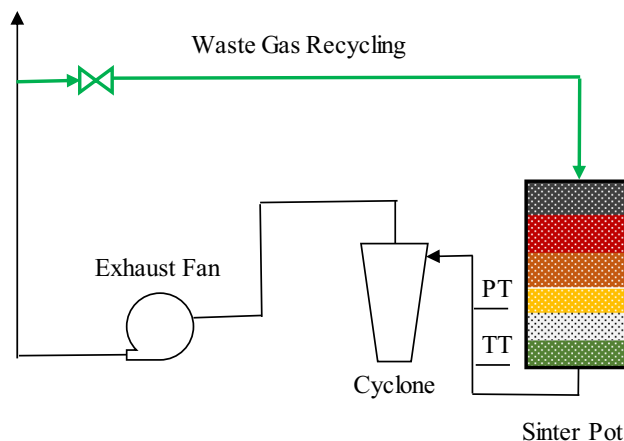 Waste Gas Recycling
Exhaust Fan
PT
TT
Cyclone
Sinter Pot